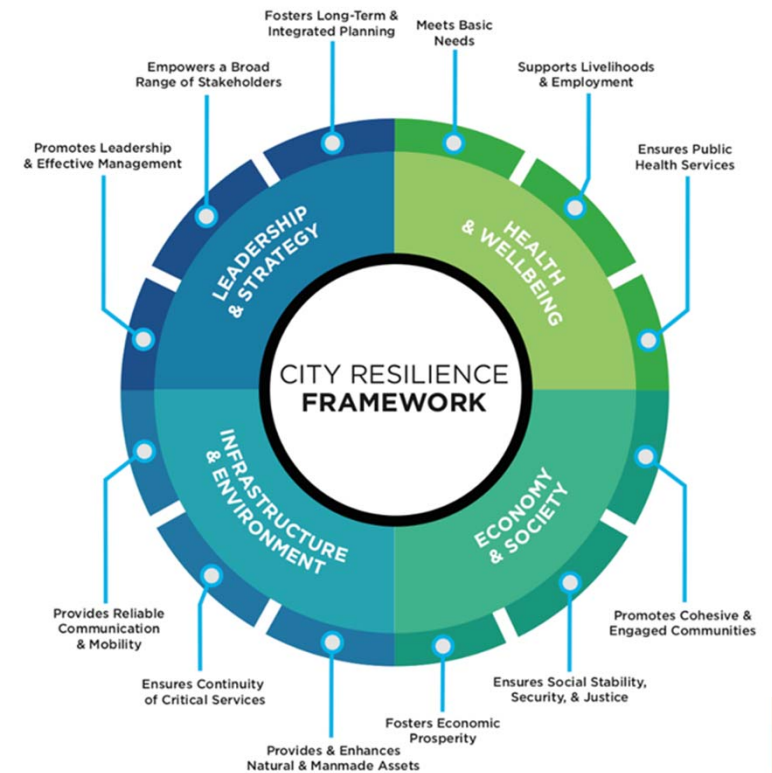 Fosters Long-Term &
Integrated Planning
Meets Basic
Needs
Empowers a Broad
Range of Stakeholders
Supports Livelihoods
& Employment
Promotes Leadership
& Effective Management
Ensures Public
Health Services
LEADERSHIP
& STRATEGY
HEALTH
& WELLBEING
CITY RESILIENCE
FRAMEWORK
INFRASTRUCTURE
& ENVIRONMENT
ECONOMY
& SOCIETY
Provides Reliable
Communication
& Mobility
Promotes Cohesive &
Engaged Communities
Ensures Continuity
of Critical Services
Ensures Social Stability,
Security, & Justice
Fosters Economic
Prosperity
Provides & Enhances
Natural & Manmade Assets